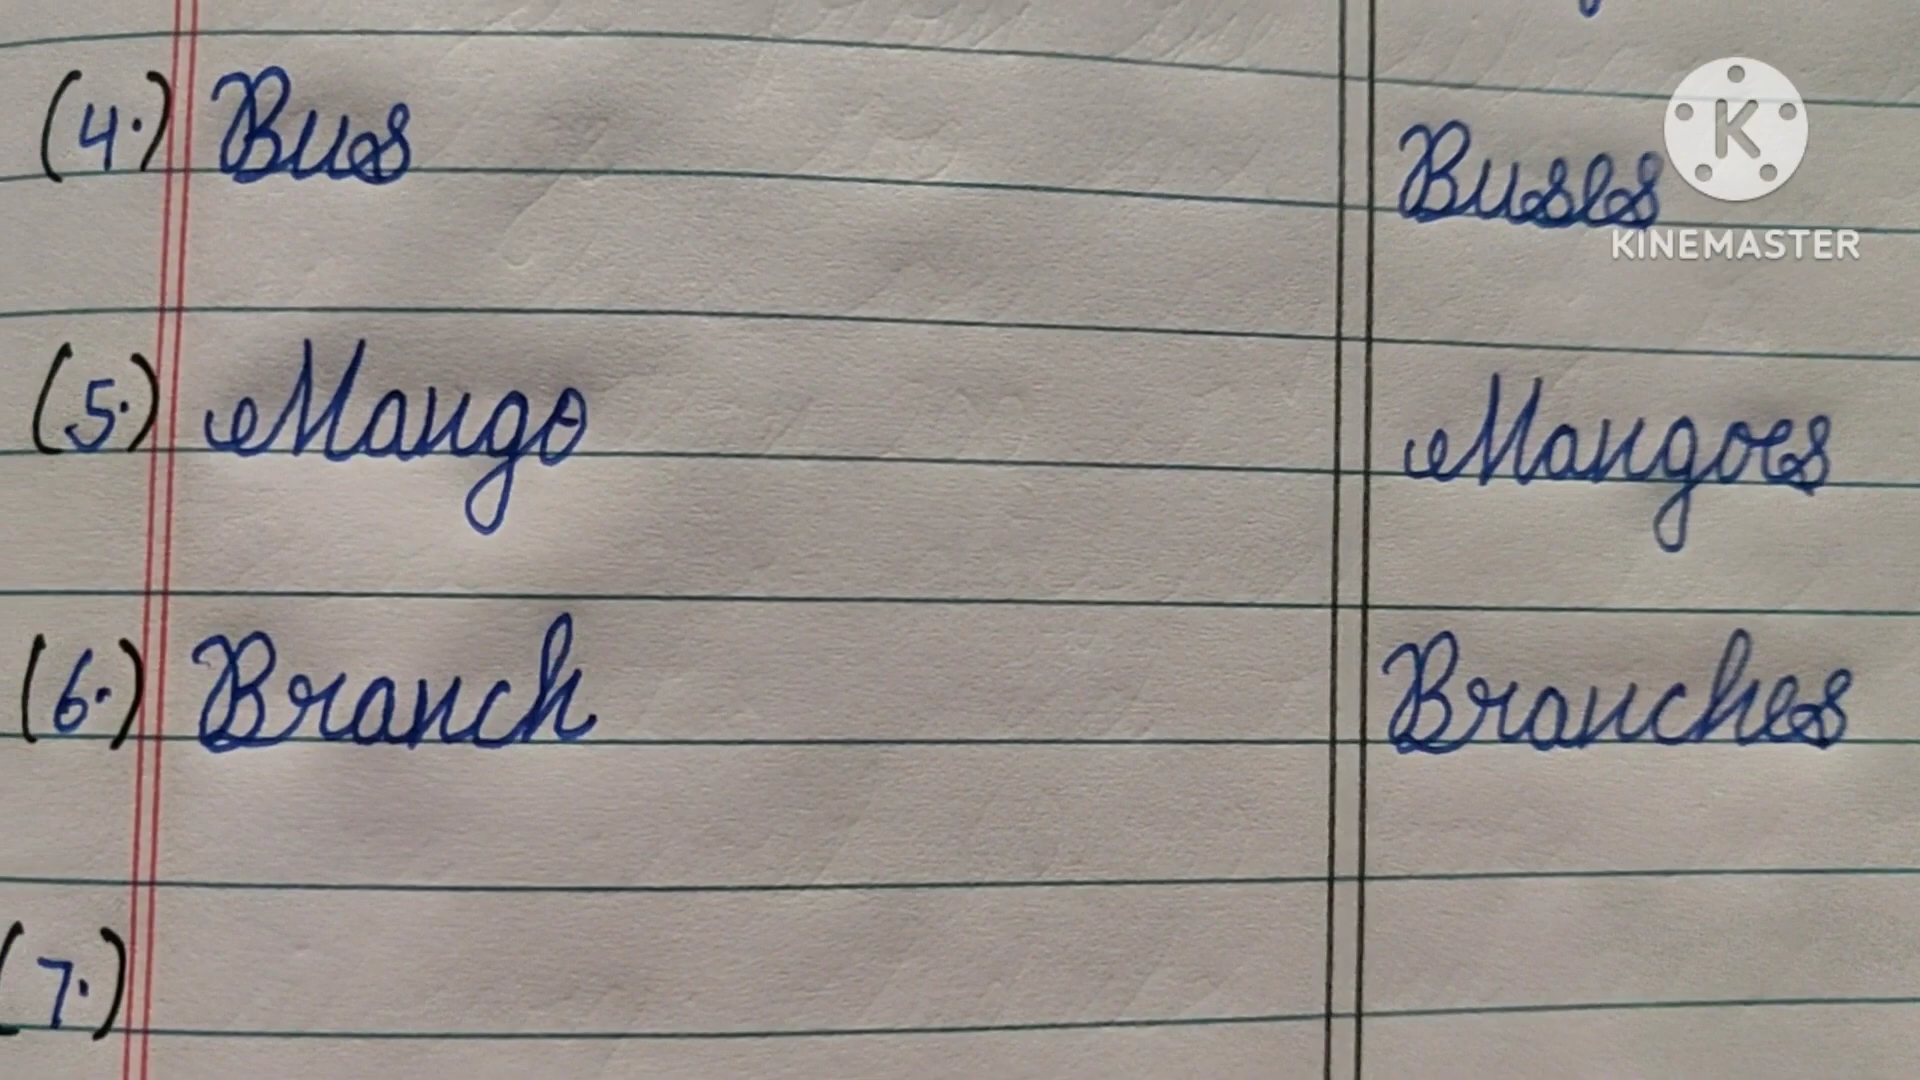 (4.) Bus Buses
KINEMASTER
(5.) Mango Mangoes
(6.) Branch Branches
(7.)